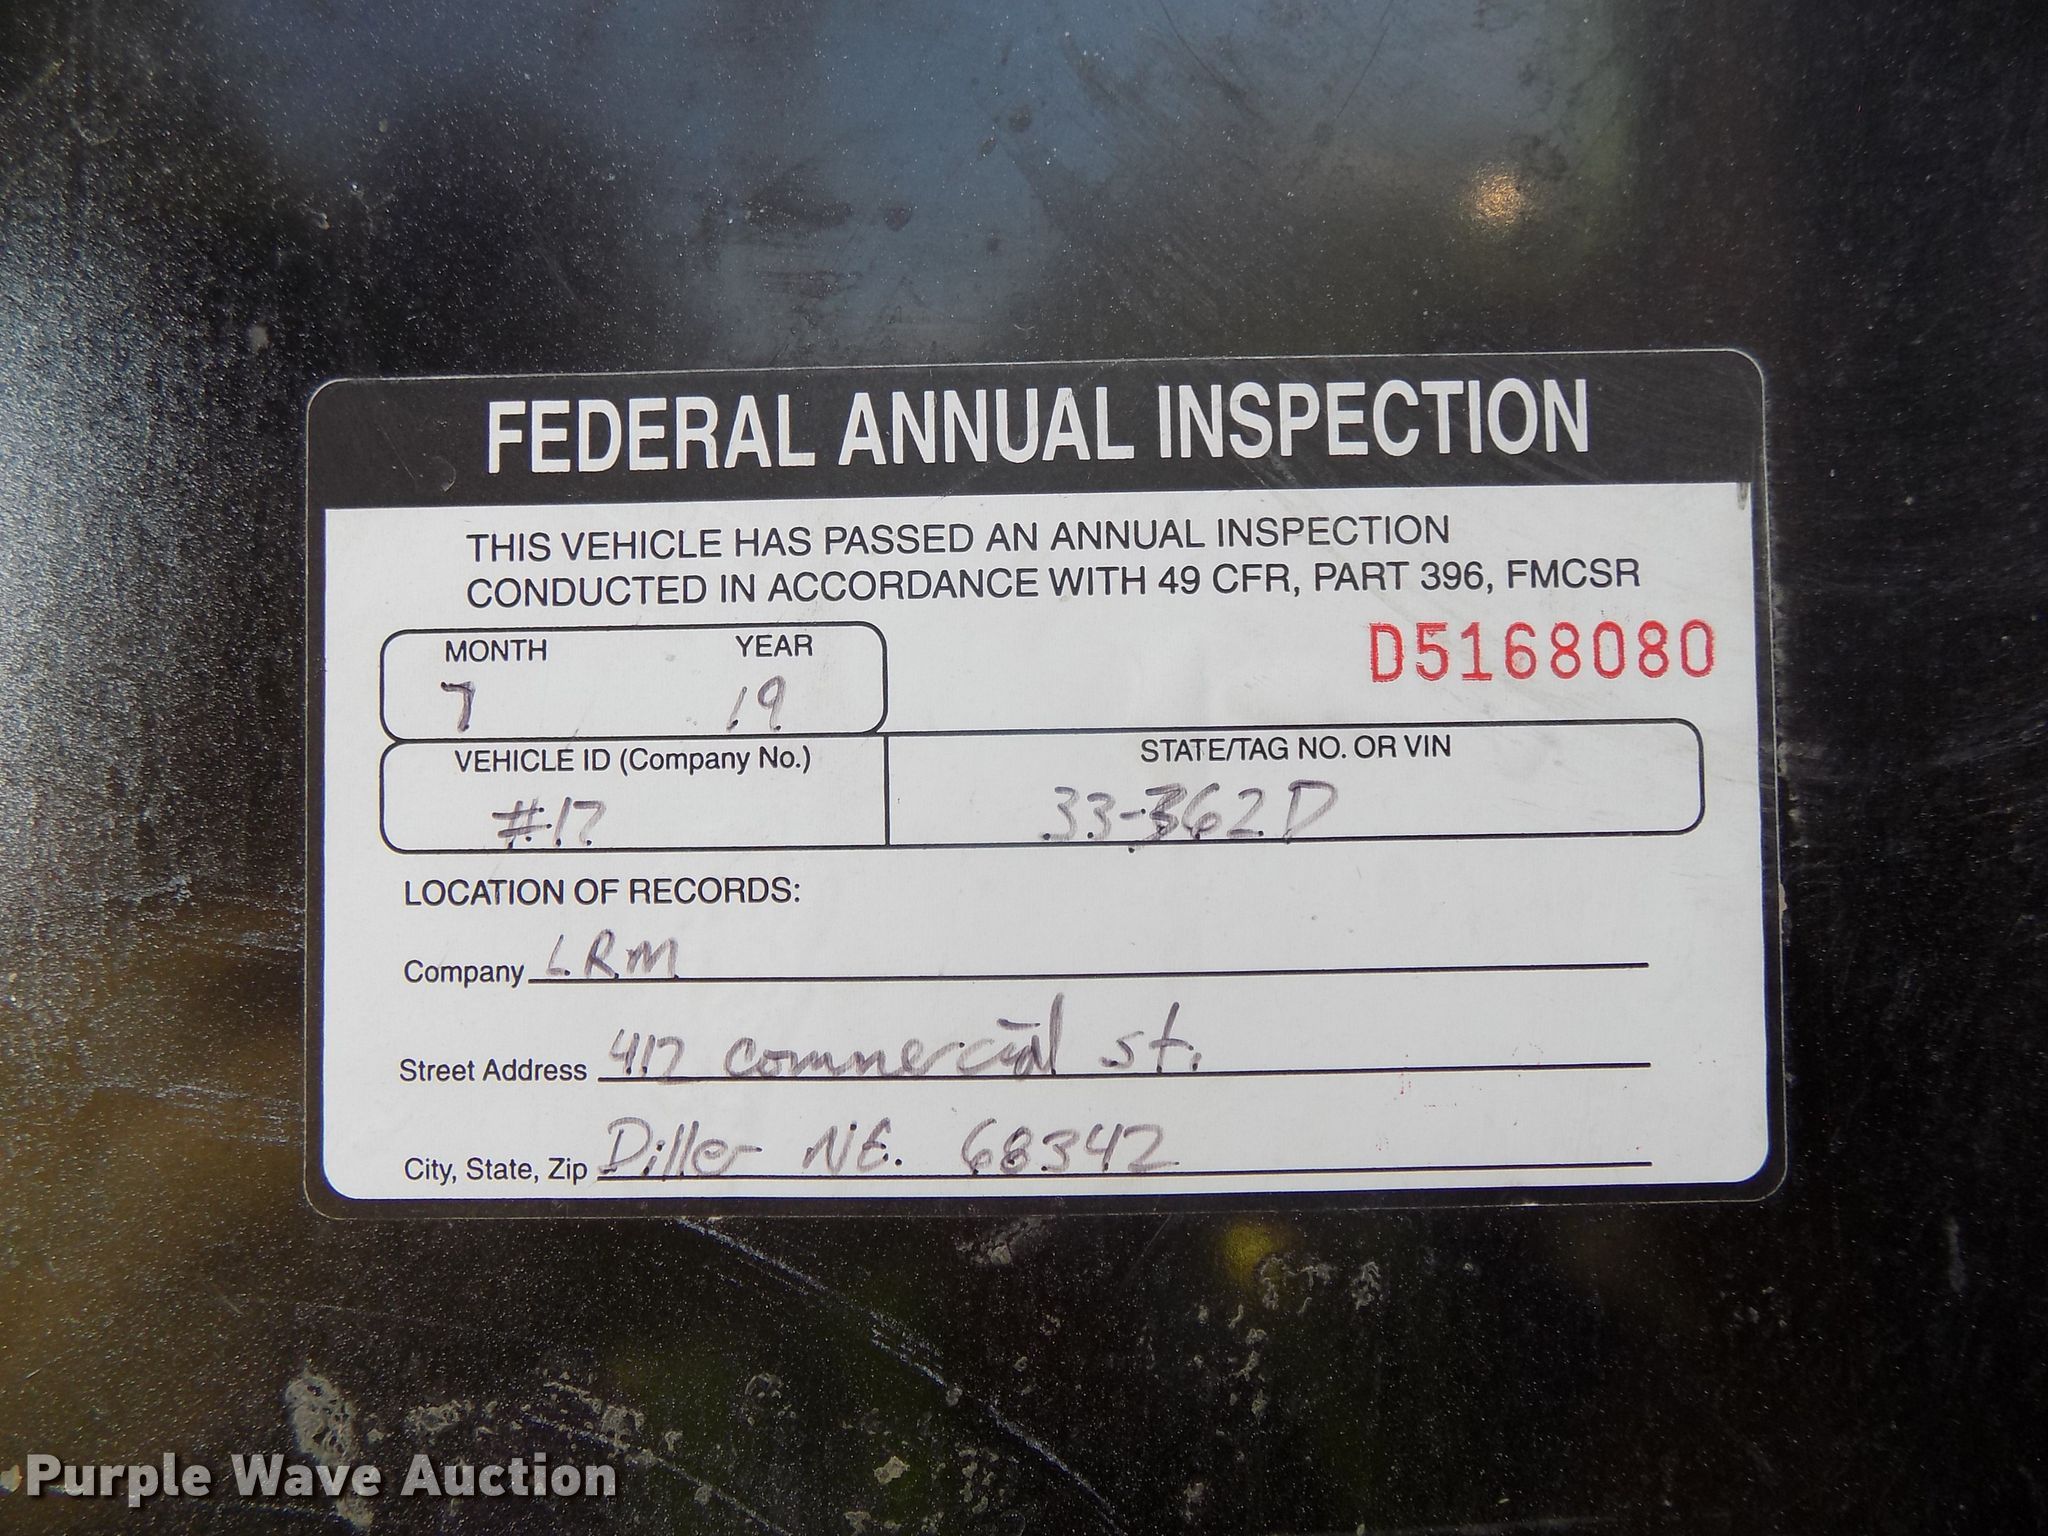 FEDERAL ANNUAL INSPECTION
THIS VEHICLE HAS PASSED AN ANNUAL INSPECTION
CONDUCTED IN ACCORDANCE WITH 49 CFR, PART 396, FMCSR
MONTH YEAR
7 19
D5168080
VEHICLE ID (Company No.)
#17
STATE/TAG NO. OR VIN
33-362D
LOCATION OF RECORDS:
Company LRM
Street Address 417 commercial st.
City, State, Zip Diller NE. 68342
Purple Wave Auction